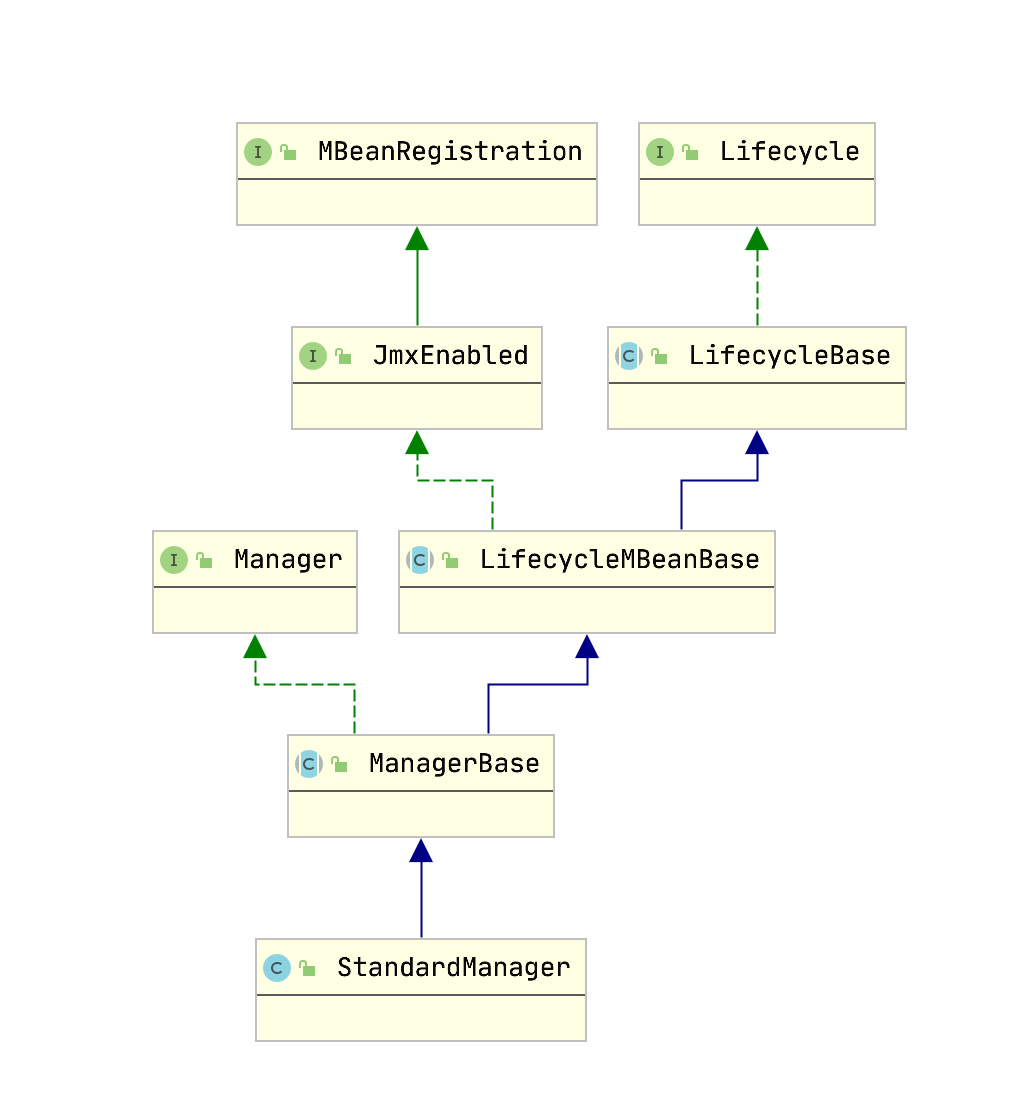 I MBeanRegistration
I Lifecycle
I JmxEnabled
C LifecycleBase
I Manager
C LifecycleMBeanBase
C ManagerBase
C StandardManager